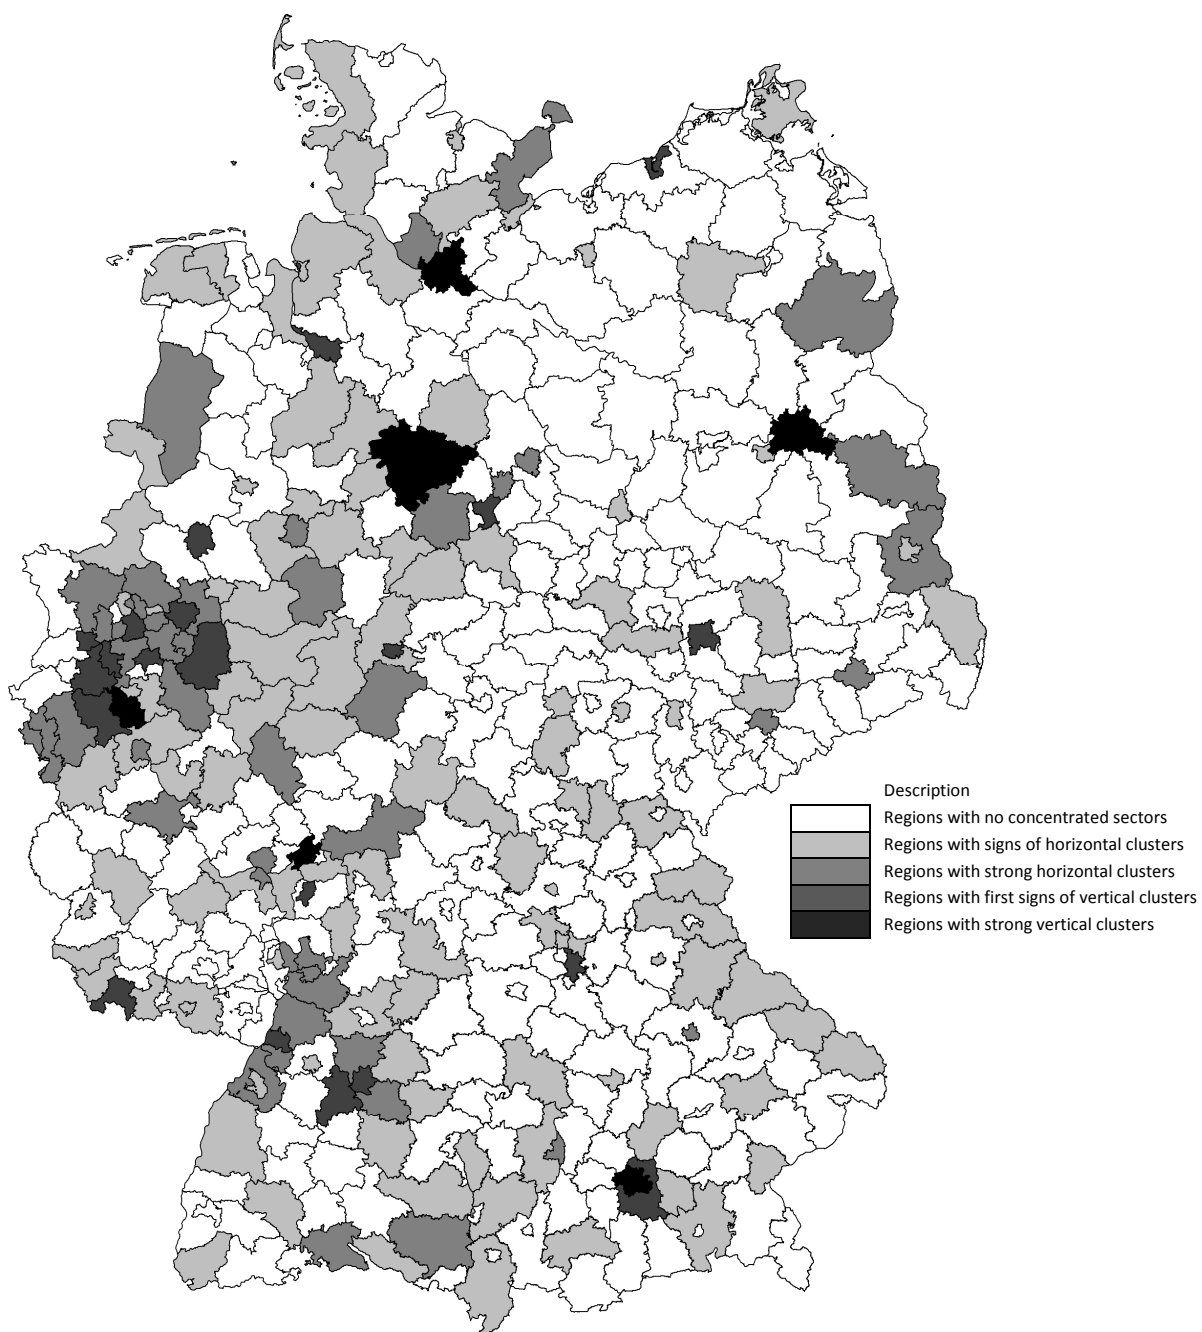 Description
Regions with no concentrated sectors
Regions with signs of horizontal clusters
Regions with strong horizontal clusters
Regions with first signs of vertical clusters
Regions with strong vertical clusters